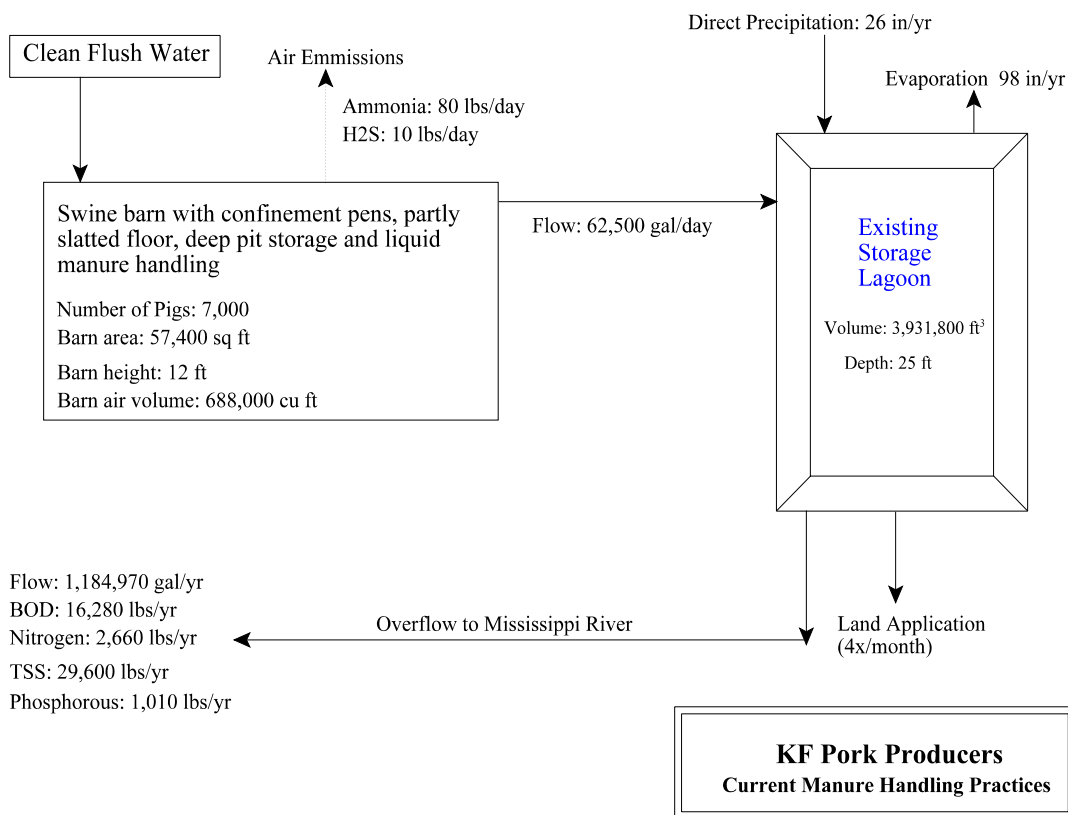 Direct Precipitation: 26 in/yr
Clean Flush Water
Air Emmissions
Evaporation 98 in/yr
Ammonia: 80 lbs/day
H2S: 10 lbs/day
Swine barn with confinement pens, partly
slatted floor, deep pit storage and liquid
manure handling
Number of Pigs: 7,000
Barn area: 57,400 sq ft
Barn height: 12 ft
Barn air volume: 688,000 cu ft
Flow: 62,500 gal/day
Existing
Storage
Lagoon
Volume: 3,931,800 ft³
Depth: 25 ft
Flow: 1,184,970 gal/yr
BOD: 16,280 lbs/yr
Nitrogen: 2,660 lbs/yr
TSS: 29,600 lbs/yr
Phosphorous: 1,010 lbs/yr
Overflow to Mississippi River
Land Application
(4x/month)
KF Pork Producers
Current Manure Handling Practices